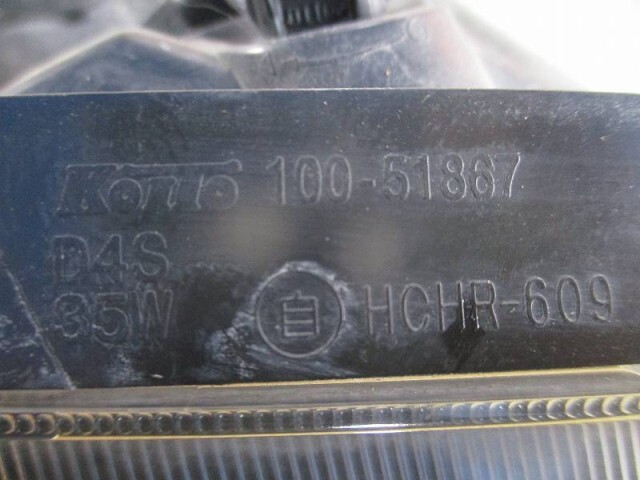 KOITO 100-51867
D4S
35W 自 HCHR-609